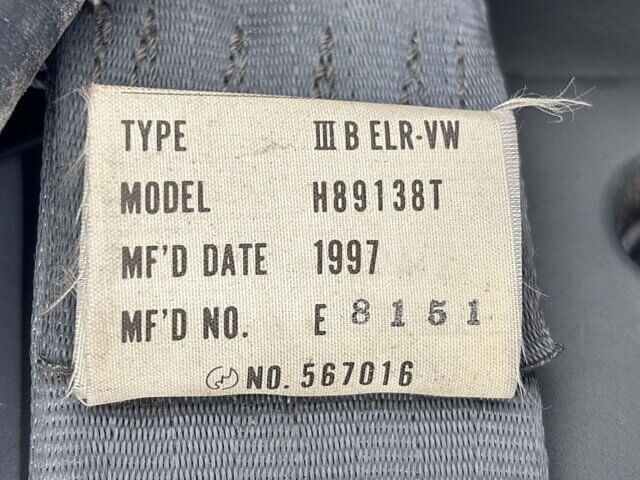 TYPE III B ELR-VW
MODEL H89138T
MF'D DATE 1997
MF'D NO. E 8151
NO. 567016